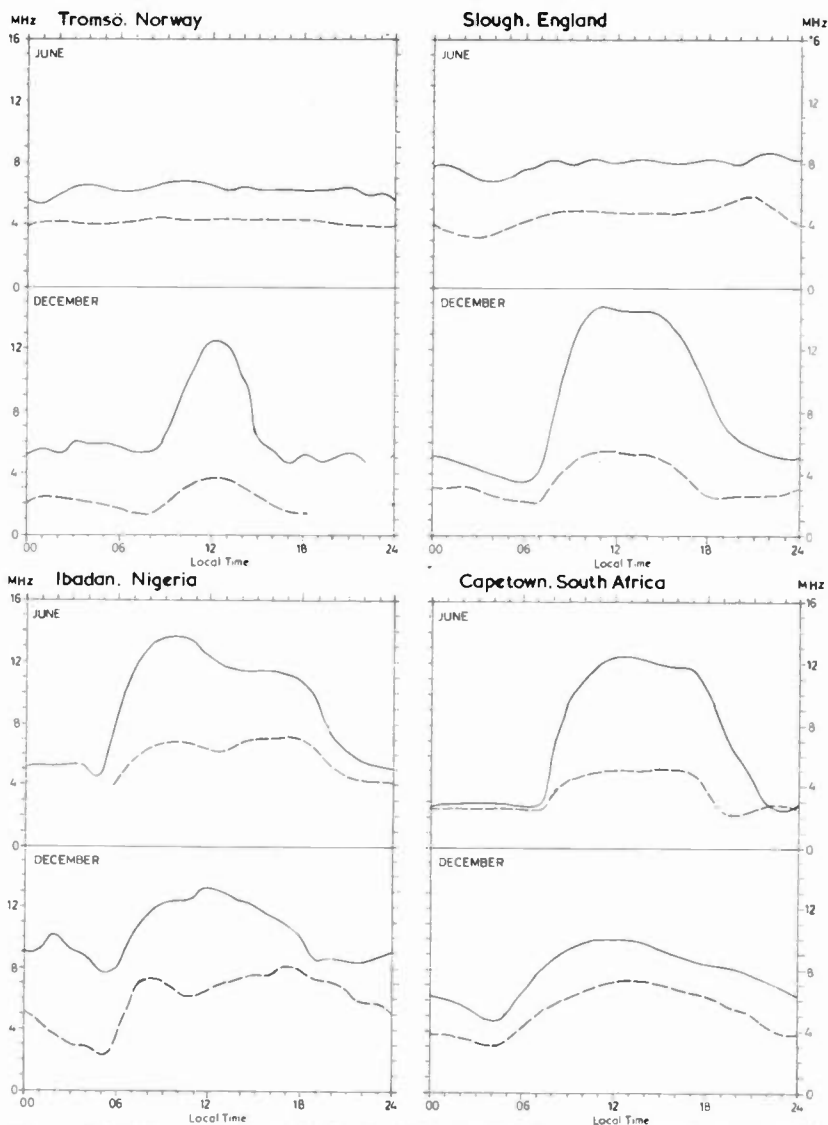 MHz Tromsö. Norway
16
JUNE
12
8
4
0
DECEMBER
12
8
4
0
00 06 12 18 24
Local Time
Slough. England MHz
JUNE
12
8
4
0
DECEMBER
12
8
4
0
00 06 12 18 24
Local Time
MHz Ibadan. Nigeria
16
JUNE
12
8
4
0
DECEMBER
12
8
4
0
00 06 12 18 24
Local Time
Capetown. South Africa MHz
16
JUNE
12
8
4
0
DECEMBER
12
8
4
0
00 06 12 18 24
Local Time